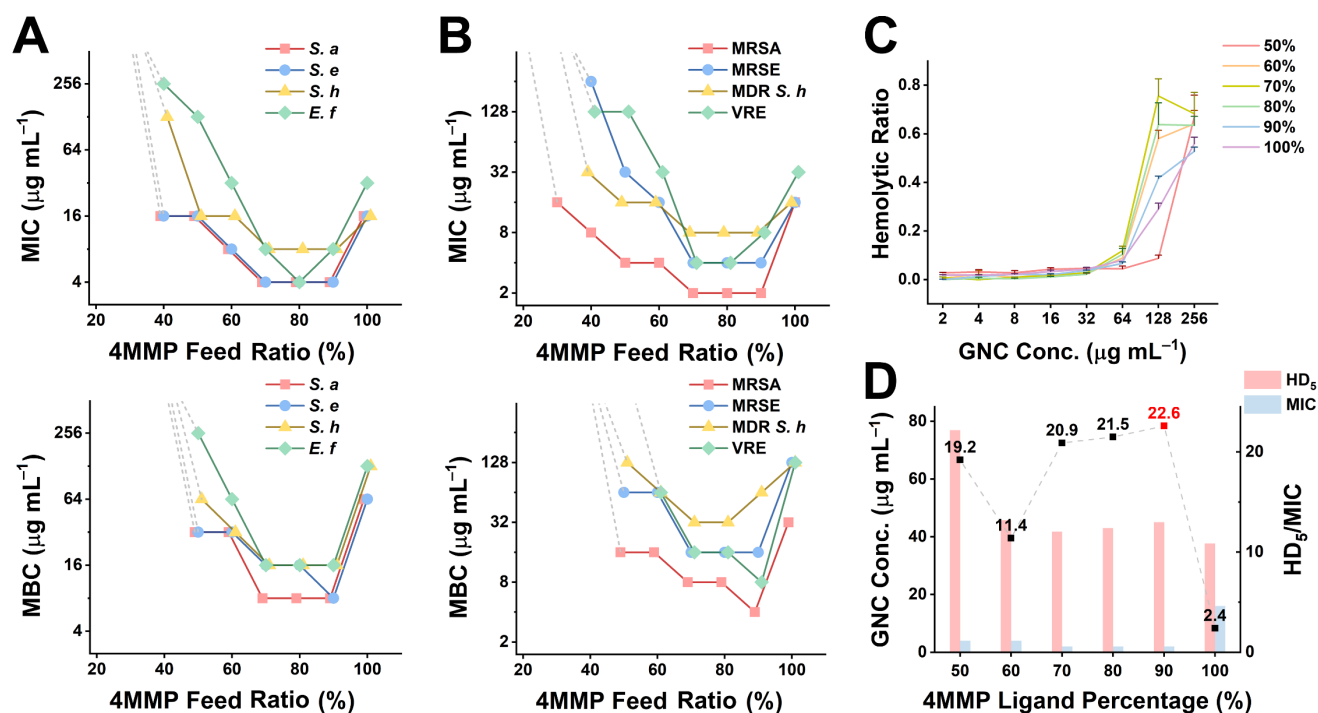 A
MIC (μg mL⁻¹)
256
64
16
4
20 40 60 80 100
4MMP Feed Ratio (%)
S. a
S. e
S. h
E. f
B
MIC (μg mL⁻¹)
128
32
8
2
20 40 60 80 100
4MMP Feed Ratio (%)
MRSA
MRSE
MDR S. h
VRE
C
Hemolytic Ratio
0.8
0.6
0.4
0.2
0.0
2 4 8 16 32 64 128 256
GNC Conc. (μg mL⁻¹)
50%
60%
70%
80%
90%
100%
MBC (μg mL⁻¹)
256
64
16
4
20 40 60 80 100
4MMP Feed Ratio (%)
S. a
S. e
S. h
E. f
MBC (μg mL⁻¹)
128
32
8
2
20 40 60 80 100
4MMP Feed Ratio (%)
MRSA
MRSE
MDR S. h
VRE
D
HD₅
MIC
GNC Conc. (μg mL⁻¹)
80
60
40
20
0
19.2
11.4
20.9
21.5
22.6
2.4
20
10
0
HD₅/MIC
50 60 70 80 90 100
4MMP Ligand Percentage (%)